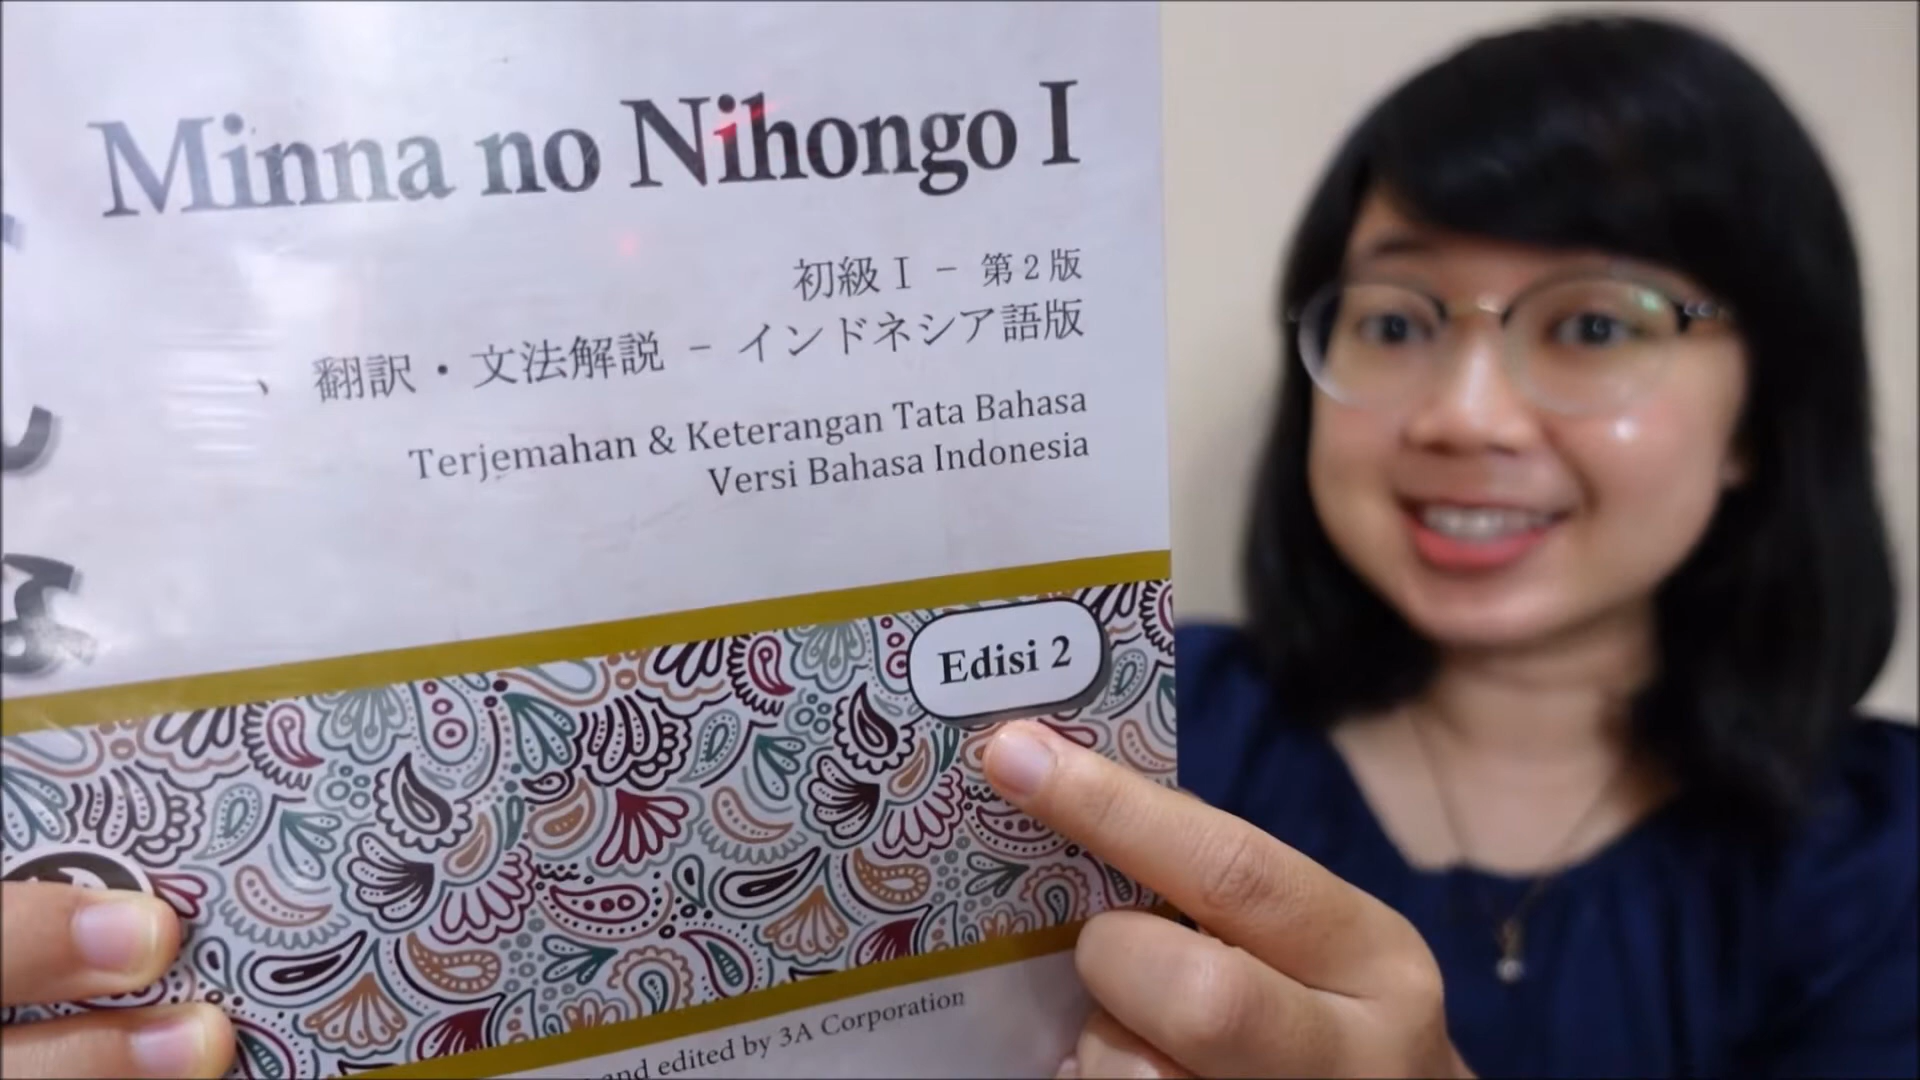 Minna no Nihongo I
初級 I － 第2版
、 翻訳・文法解説 － インドネシア語版
Terjemahan & Keterangan Tata Bahasa
Versi Bahasa Indonesia
Edisi 2
and edited by 3A Corporation